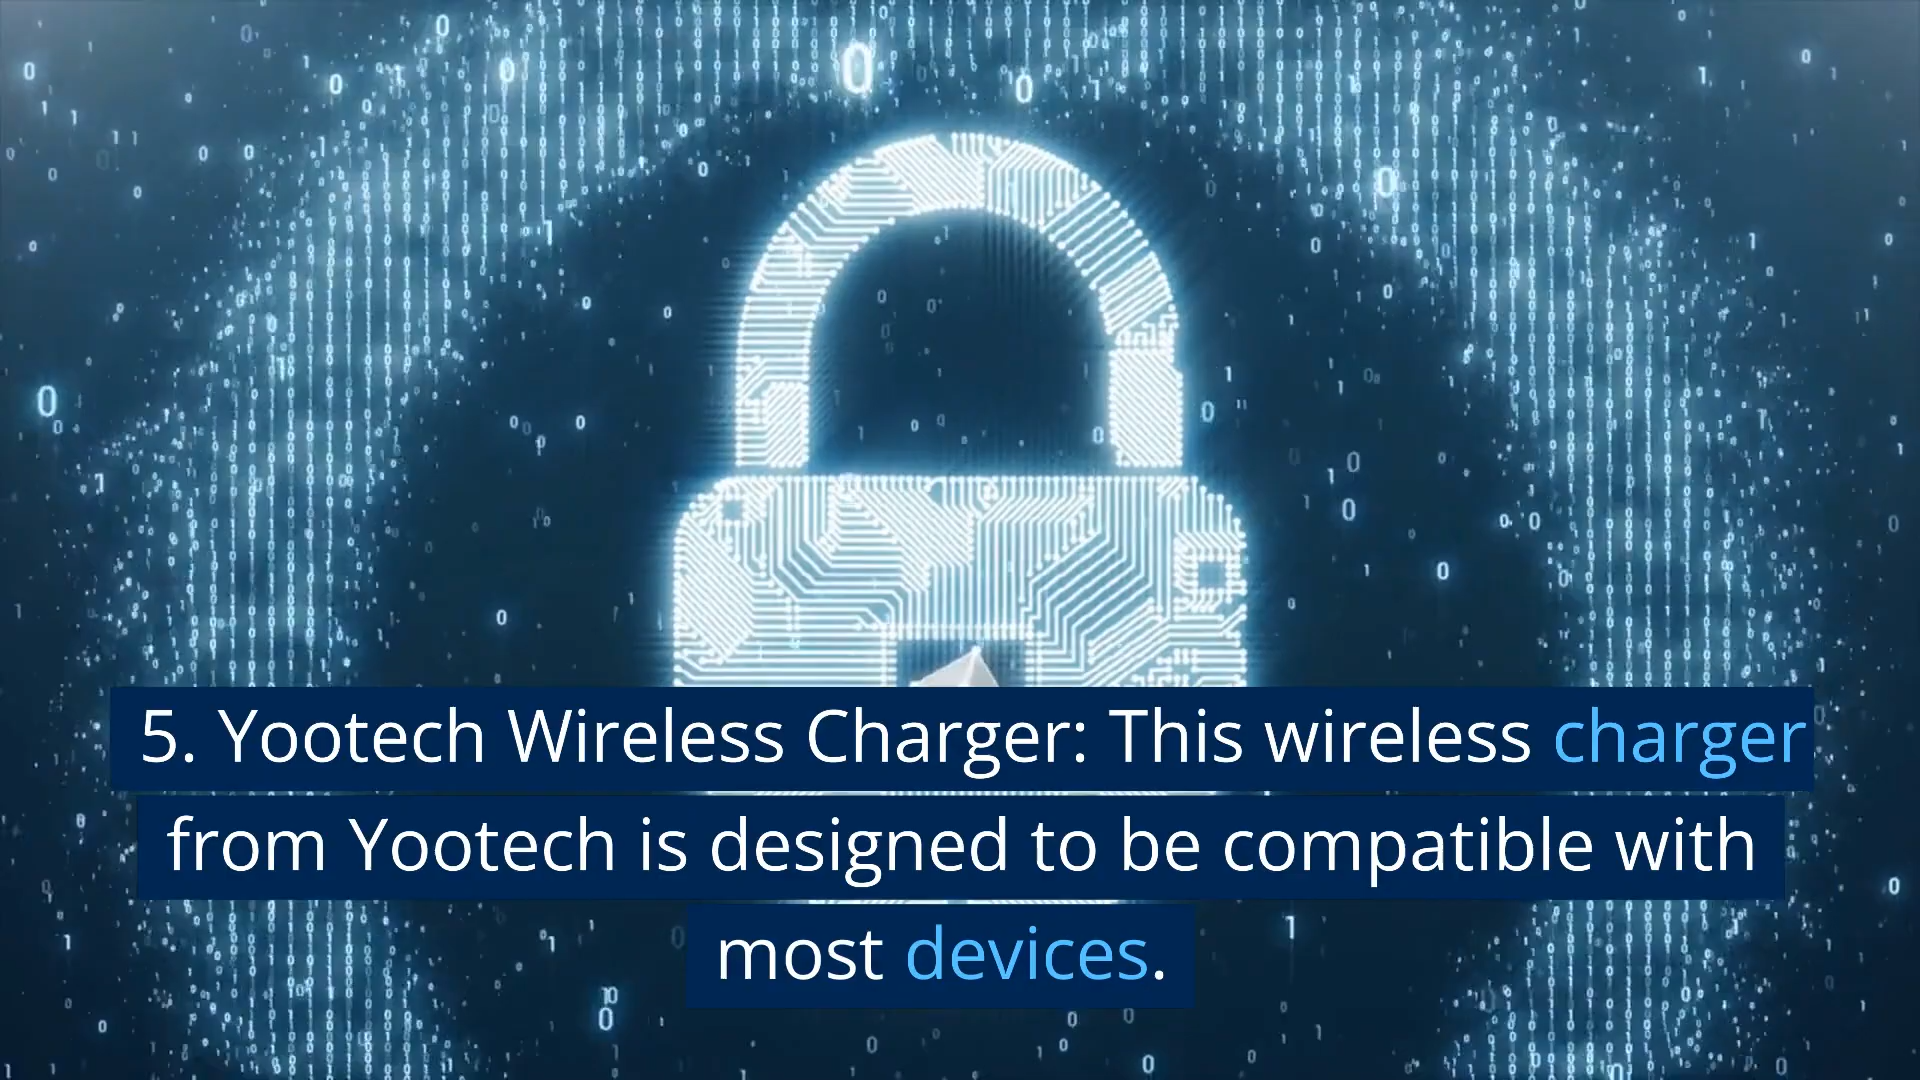 5. Yootech Wireless Charger: This wireless charger
from Yootech is designed to be compatible with
most devices.